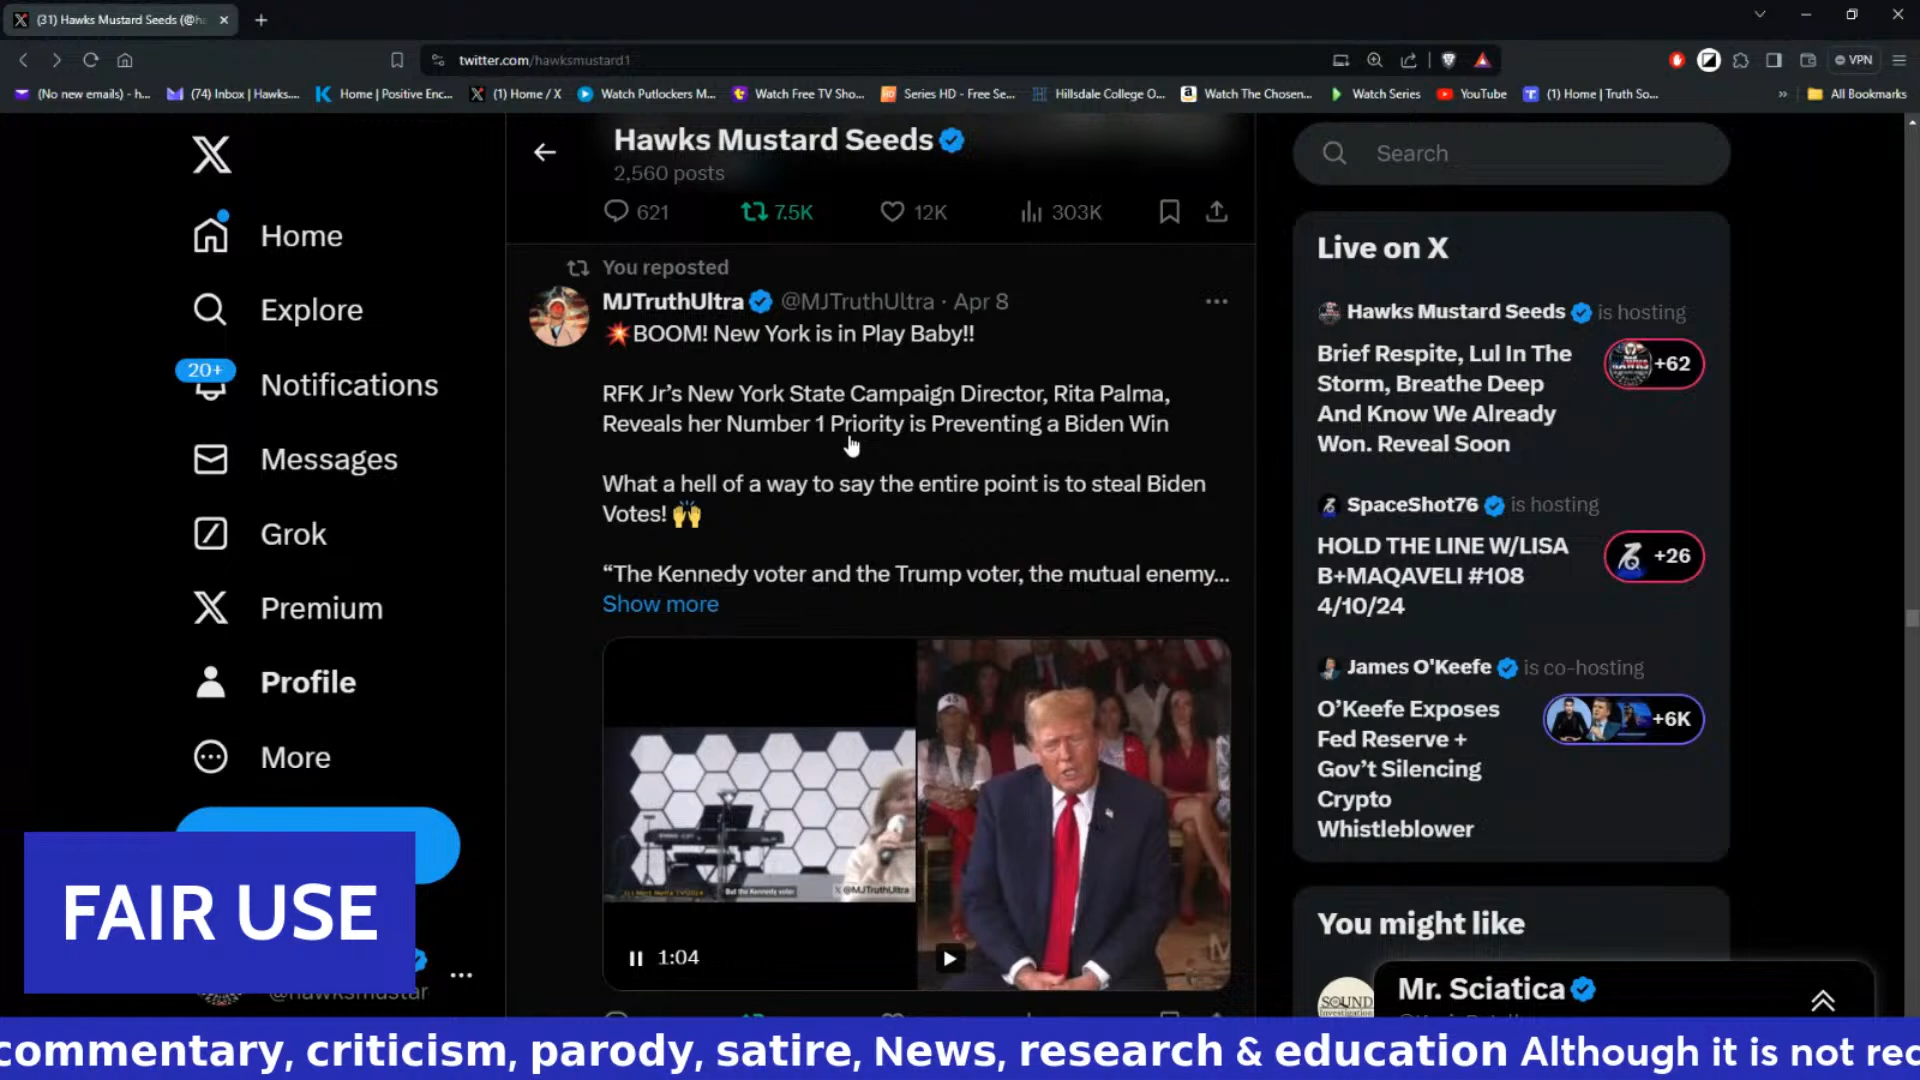 (31) Hawks Mustard Seeds (@h
twitter.com/hawksmustard1
VPN
(No new emails) - h...
(74) Inbox | Hawks....
Home | Positive Enc...
(1) Home / X
Watch Putlockers M...
Watch Free TV Sho...
Series HD - Free Se...
Hillsdale College O...
Watch The Chosen...
Watch Series
YouTube
(1) Home | Truth So...
All Bookmarks
Home
Explore
20+
Notifications
Messages
Grok
Premium
Profile
More
Hawks Mustard Seeds
2,560 posts
621 7.5K 12K 303K
You reposted
MJTruthUltra @MJTruthUltra · Apr 8
💥BOOM! New York is in Play Baby!!
RFK Jr’s New York State Campaign Director, Rita Palma,
Reveals her Number 1 Priority is Preventing a Biden Win
What a hell of a way to say the entire point is to steal Biden
Votes! 🙌
“The Kennedy voter and the Trump voter, the mutual enemy...
Show more
But the Kennedy voter
X @MJTruthUltra
1:04
Search
Live on X
Hawks Mustard Seeds is hosting
Brief Respite, Lul In The
Storm, Breathe Deep
And Know We Already
Won. Reveal Soon
+62
SpaceShot76 is hosting
HOLD THE LINE W/LISA
B+MAQAVELI #108
4/10/24
+26
James O'Keefe is co-hosting
O’Keefe Exposes
Fed Reserve +
Gov’t Silencing
Crypto
Whistleblower
+6K
You might like
SOUND
Mr. Sciatica
FAIR USE
@hawksmustar
commentary, criticism, parody, satire, News, research & education Although it is not rec